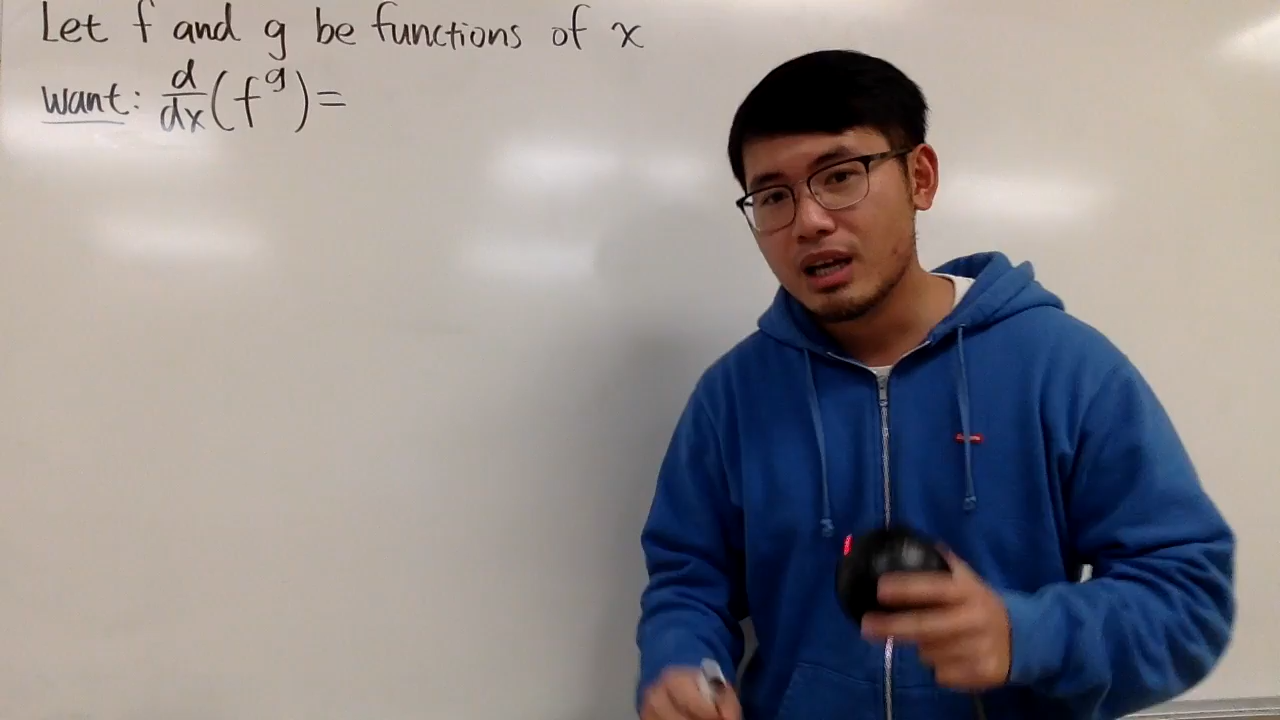 Let f and g be functions of x
want: d/dx (f^g) =